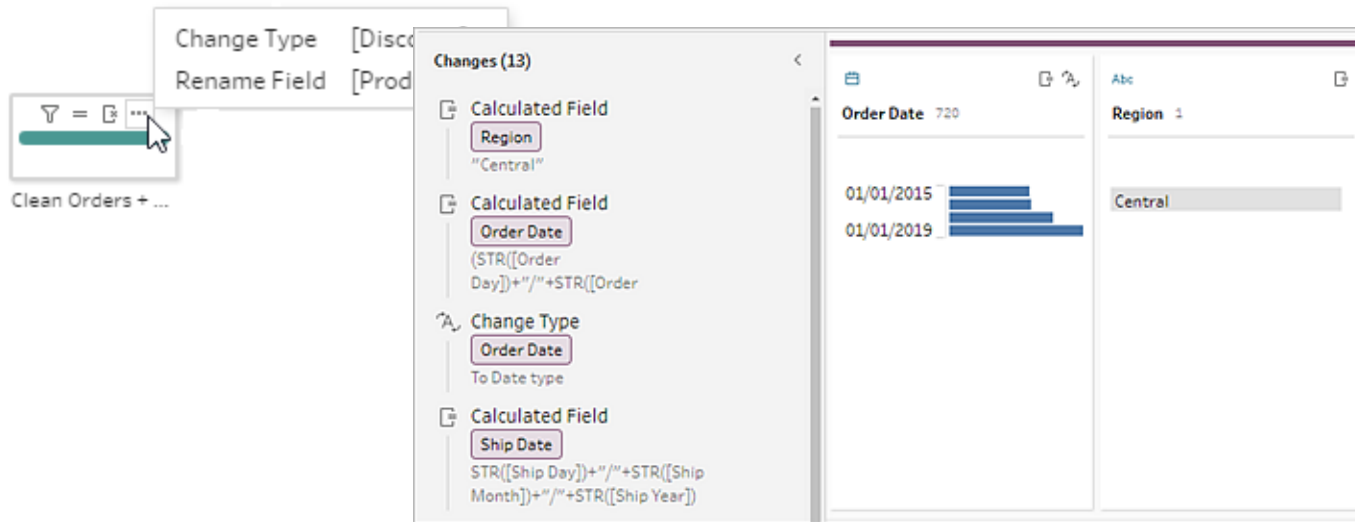 Change Type [Disco
Rename Field [Prod
Clean Orders + ...
Changes (13)
Calculated Field
Region
"Central"
Calculated Field
Order Date
(STR([Order
Day])+"/"+STR([Order
Change Type
Order Date
To Date type
Calculated Field
Ship Date
STR([Ship Day])+"/"+STR([Ship
Month])+"/"+STR([Ship Year])
Order Date 720
01/01/2015
01/01/2019
Abc
Region 1
Central